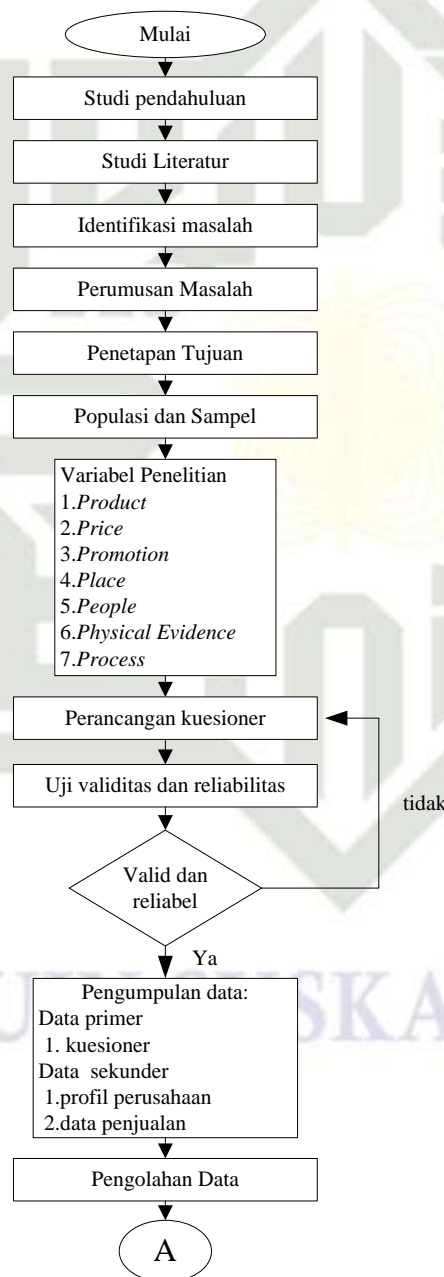 Mulai
Studi pendahuluan
Studi Literatur
Identifikasi masalah
Perumusan Masalah
Penetapan Tujuan
Populasi dan Sampel
Variabel Penelitian
1.Product
2.Price
3.Promotion
4.Place
5.People
6.Physical Evidence
7.Process
Perancangan kuesioner
Uji validitas dan reliabilitas
tidak
Valid dan
reliabel
Ya
Pengumpulan data:
Data primer
1. kuesioner
Data sekunder
1.profil perusahaan
2.data penjualan
Pengolahan Data
A